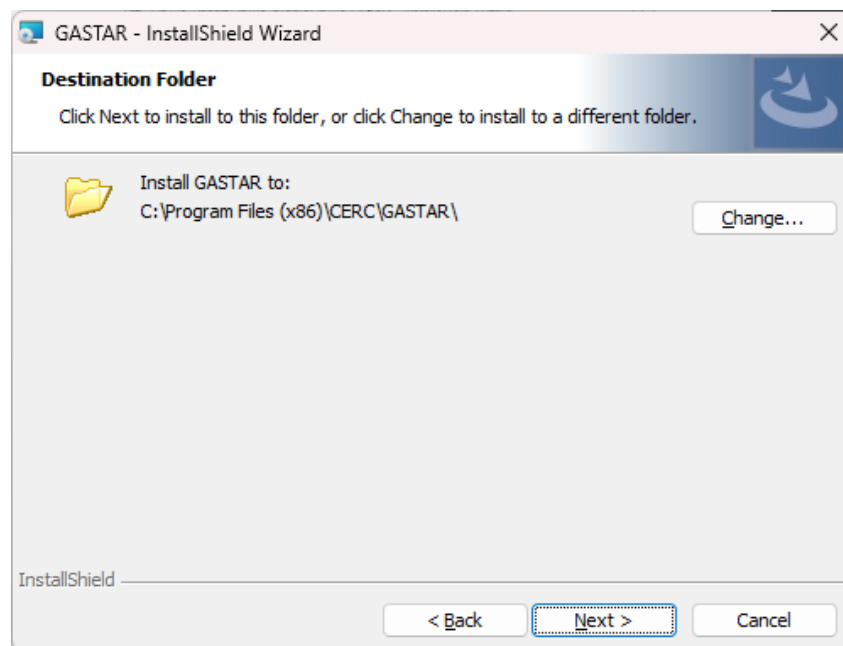 GASTAR - InstallShield Wizard
Destination Folder
Click Next to install to this folder, or click Change to install to a different folder.
Install GASTAR to:
C:\Program Files (x86)\CERC\GASTAR\
Change...
InstallShield
< Back
Next >
Cancel